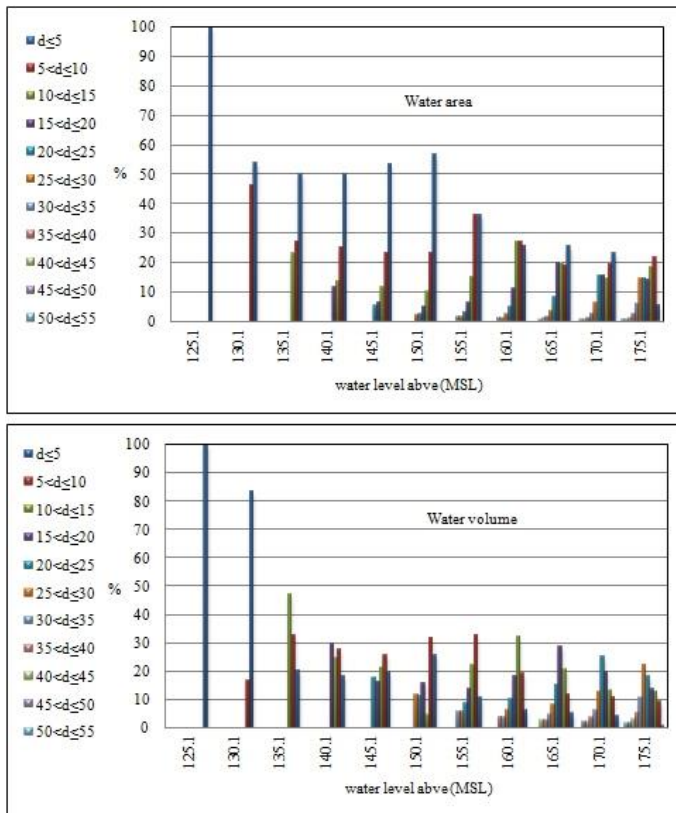 100
90
80
70
60
50
40
30
20
10
0
%
d≤5
5<d≤10
10<d≤15
15<d≤20
20<d≤25
25<d≤30
30<d≤35
35<d≤40
40<d≤45
45<d≤50
50<d≤55
Water area
125.1
130.1
135.1
140.1
145.1
150.1
155.1
160.1
165.1
170.1
175.1
water level abve (MSL)
100
90
80
70
60
50
40
30
20
10
0
%
d≤5
5<d≤10
10<d≤15
15<d≤20
20<d≤25
25<d≤30
30<d≤35
35<d≤40
40<d≤45
45<d≤50
50<d≤55
Water volume
125.1
130.1
135.1
140.1
145.1
150.1
155.1
160.1
165.1
170.1
175.1
water level abve (MSL)